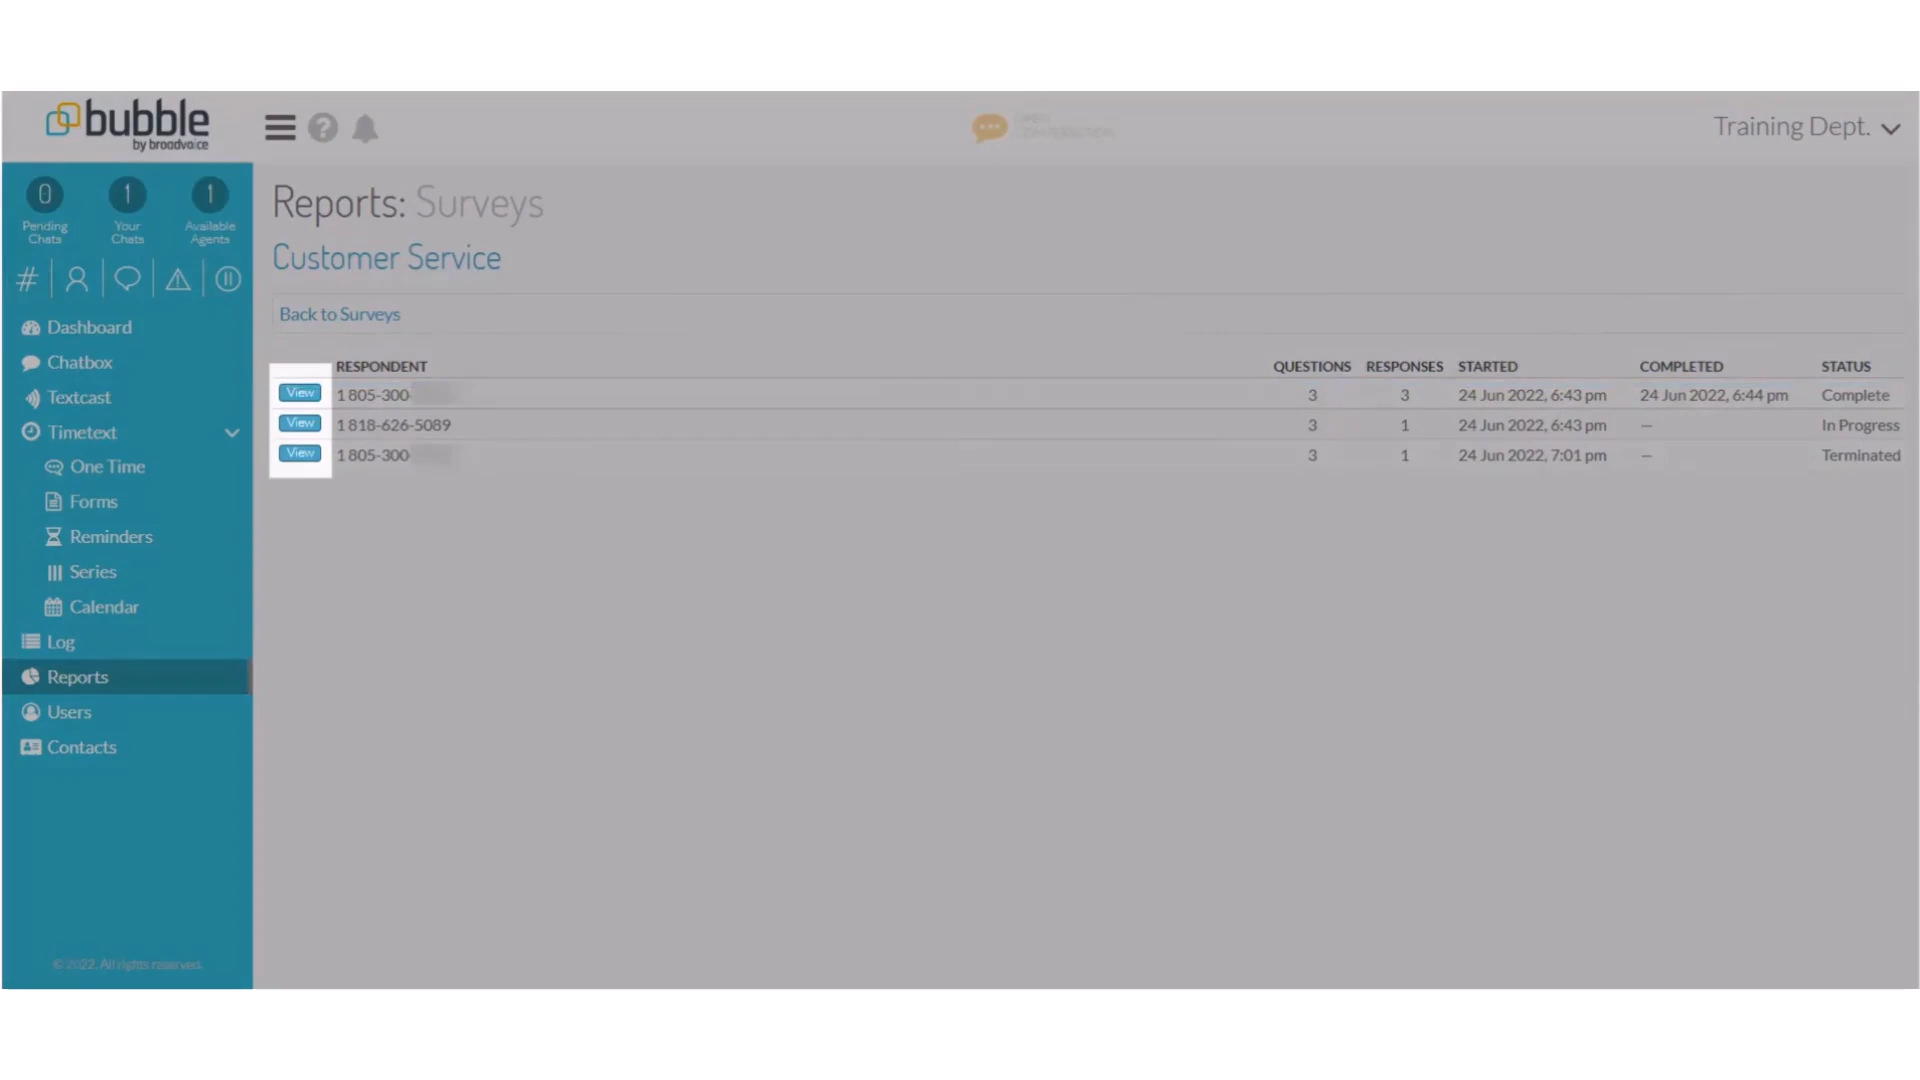 bubble
by broadvoice
Training Dept.
0 1 1
Pending Chats Your Chats Available Agents
Reports: Surveys
Customer Service
Back to Surveys
Dashboard
Chatbox
Textcast
Timetext
One Time
Forms
Reminders
Series
Calendar
Log
Reports
Users
Contacts
RESPONDENT QUESTIONS RESPONSES STARTED COMPLETED STATUS
View 1 805-300- 3 3 24 Jun 2022, 6:43 pm 24 Jun 2022, 6:44 pm Complete
View 1 818-626-5089 3 1 24 Jun 2022, 6:43 pm — In Progress
View 1 805-300- 3 1 24 Jun 2022, 7:01 pm — Terminated
© 2022. All rights reserved.